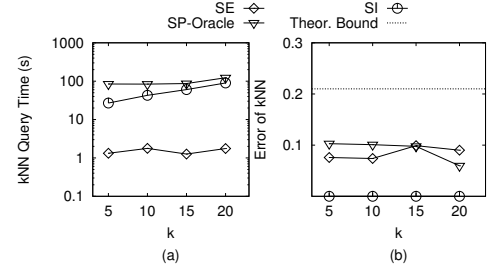 SE
SP-Oracle
SI
Theor. Bound
kNN Query Time (s)
1000
100
10
1
0.1
5 10 15 20
k
(a)
Error of kNN
0.3
0.2
0.1
5 10 15 20
k
(b)